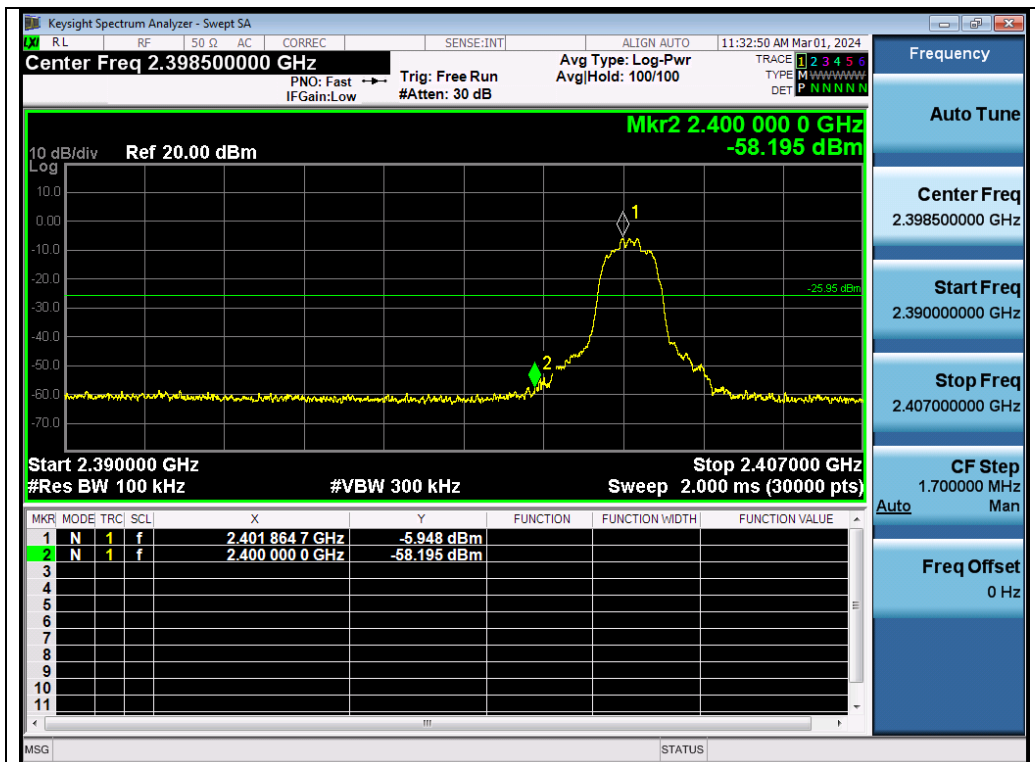 Keysight Spectrum Analyzer - Swept SA
LXI RL RF 50 Ω AC CORREC SENSE:INT ALIGN AUTO 11:32:50 AM Mar 01, 2024
Center Freq 2.398500000 GHz
PNO: Fast
IFGain:Low
Trig: Free Run
#Atten: 30 dB
Avg Type: Log-Pwr
Avg|Hold: 100/100
TRACE 1 2 3 4 5 6
TYPE M WWWWW
DET P N N N N N
Mkr2 2.400 000 0 GHz
-58.195 dBm
10 dB/div Ref 20.00 dBm
Log
10.0
0.00
-10.0
-20.0
-30.0
-40.0
-50.0
-60.0
-70.0
1
2
-25.95 dBm
Start 2.390000 GHz Stop 2.407000 GHz
#Res BW 100 kHz #VBW 300 kHz Sweep 2.000 ms (30000 pts)
MKR MODE TRC SCL X Y FUNCTION FUNCTION WIDTH FUNCTION VALUE
1 N 1 f 2.401 864 7 GHz -5.948 dBm
2 N 1 f 2.400 000 0 GHz -58.195 dBm
3
4
5
6
7
8
9
10
11
MSG STATUS
Frequency
Auto Tune
Center Freq
2.398500000 GHz
Start Freq
2.390000000 GHz
Stop Freq
2.407000000 GHz
CF Step
1.700000 MHz
Auto Man
Freq Offset
0 Hz